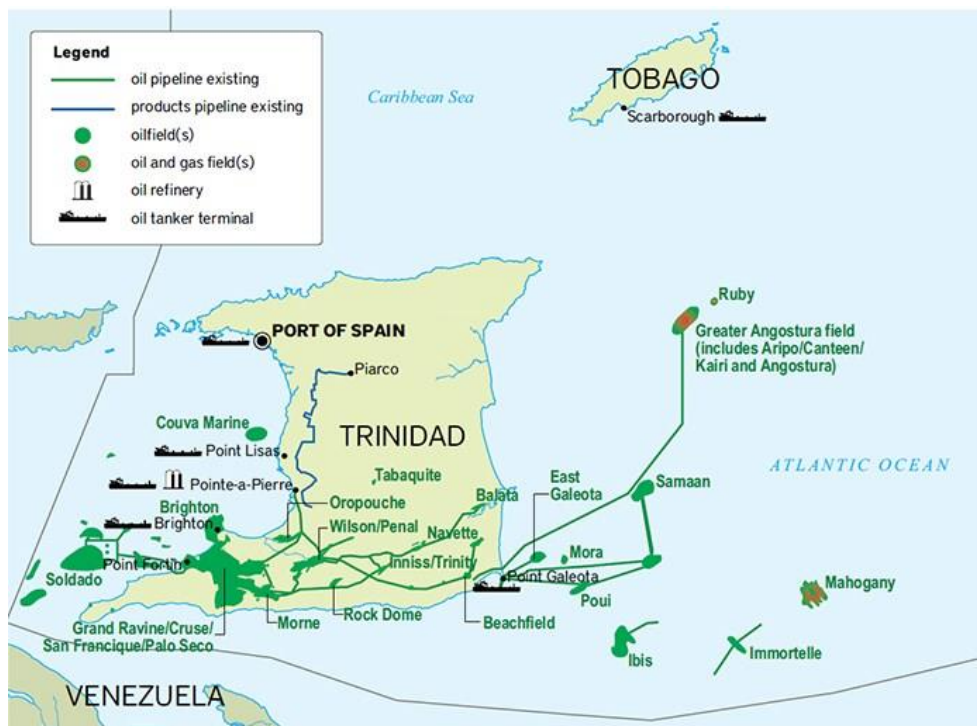 Legend
oil pipeline existing
products pipeline existing
oilfield(s)
oil and gas field(s)
oil refinery
oil tanker terminal
TOBAGO
Caribbean Sea
Scarborough
Ruby
PORT OF SPAIN
Greater Angostura field
(includes Aripo/Canteen/
Kairi and Angostura)
Piarco
Couva Marine
TRINIDAD
Point Lisas
ATLANTIC OCEAN
Tabaquite
East
Galeota
Samaan
Pointe-a-Pierre
Oropouche
Balata
Brighton
Wilson/Penal
Brighton
Navette
Mora
Point Fortin
Inniss/Trinity
Soldado
Point Galeota
Mahogany
Poui
Rock Dome
Morne
Beachfield
Grand Ravine/Cruse/
San Francique/Palo Seco
Ibis
Immortelle
VENEZUELA